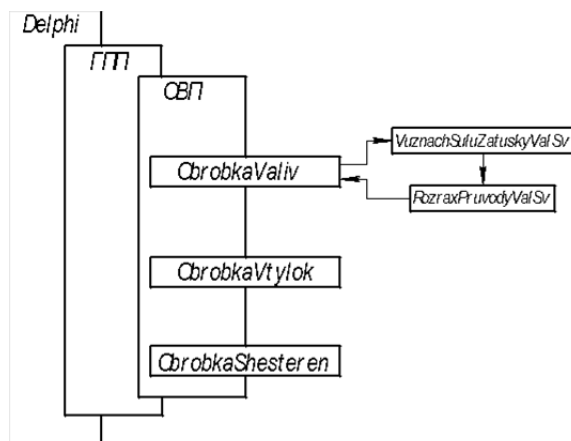 Delphi
ГПП
СВП
ObrobkaValiv
VuznachSuluZatuskyValSv
RozraxPruvodyValSv
ObrobkaVtylok
ObrobkaShesteren